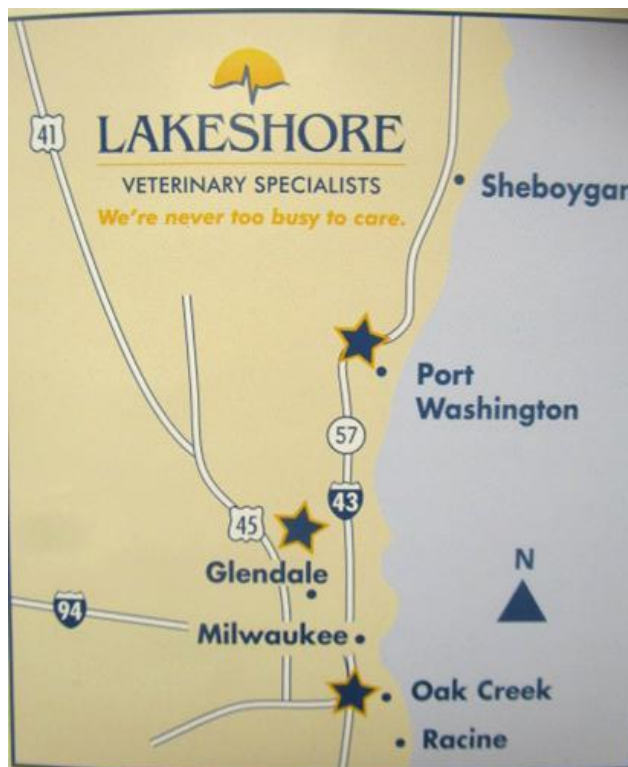 LAKESHORE
VETERINARY SPECIALISTS
We're never too busy to care.
41
Sheboygan
Port
Washington
57
43
45
Glendale
N
94
Milwaukee
Oak Creek
Racine